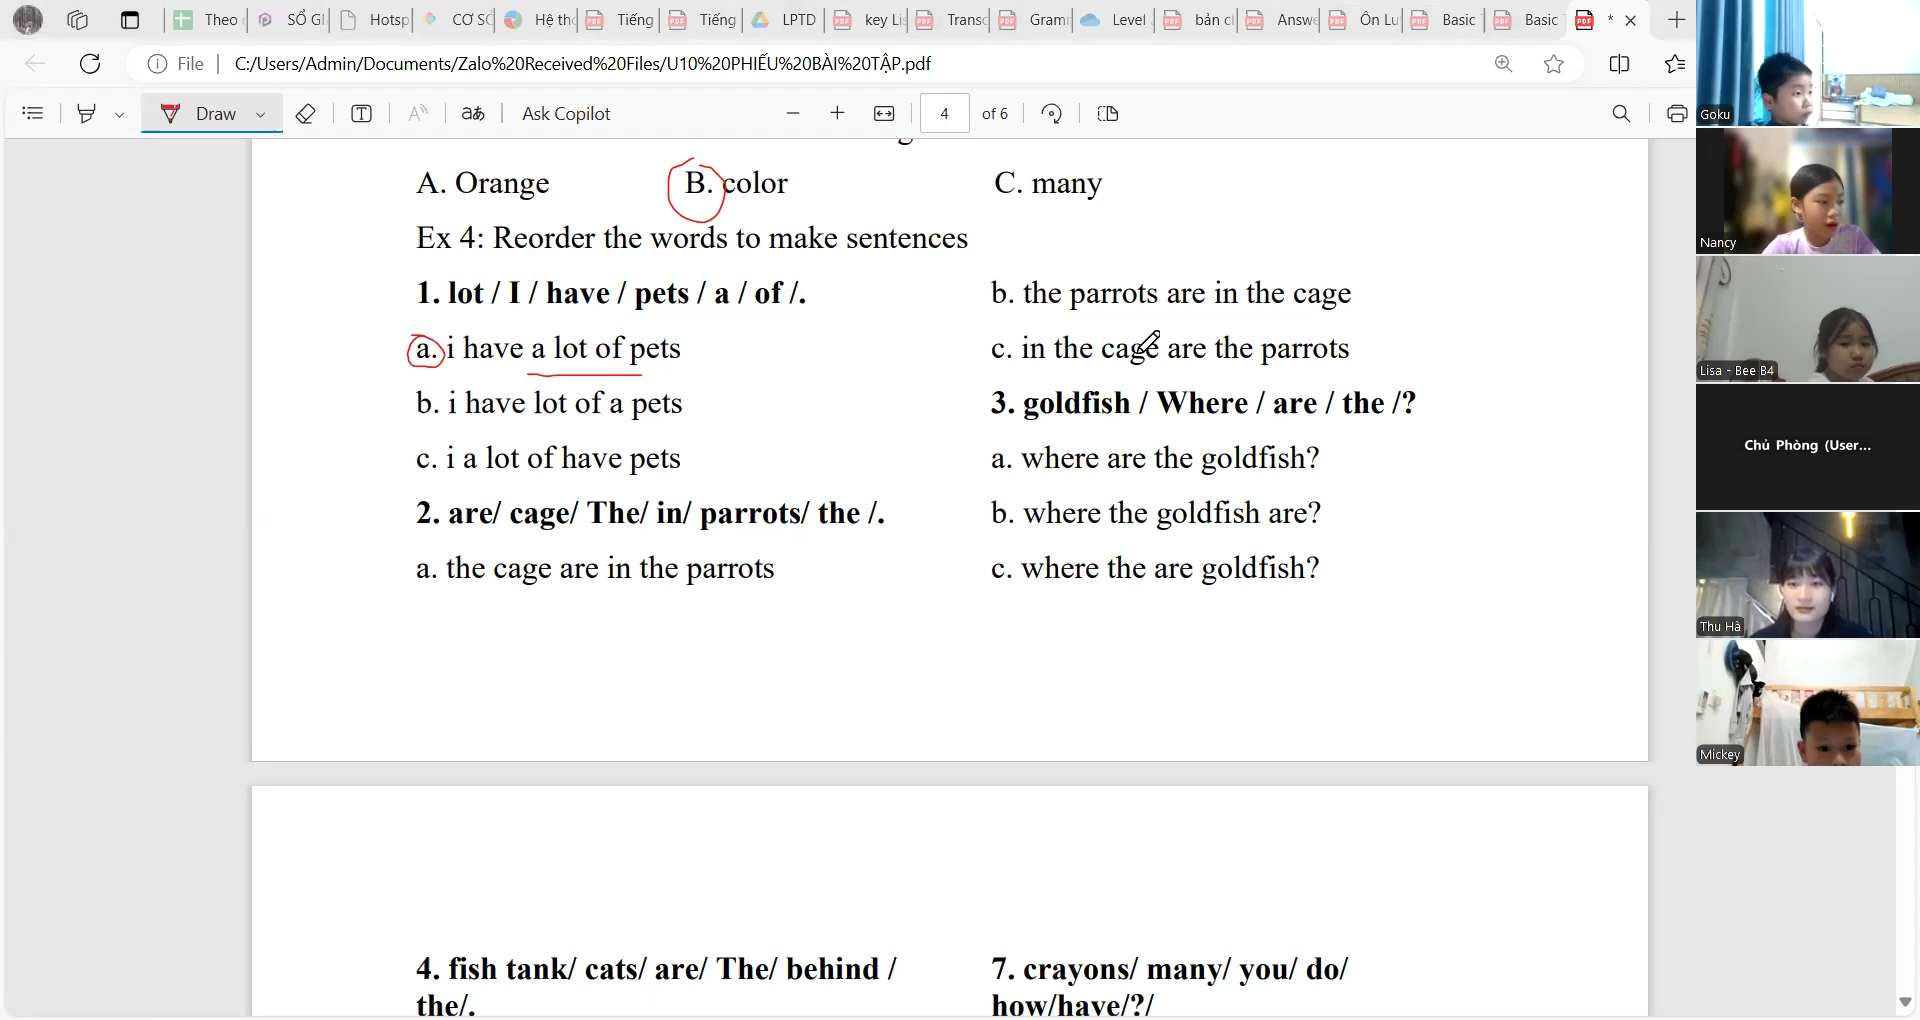 Theo
SỔ GI
Hotsp
CƠ SỞ
Hệ thố
Tiếng
Tiếng
LPTD
key Li
Transc
Gram
Level
bản cl
Answe
Ôn Lu
Basic
Basic
*
File
C:/Users/Admin/Documents/Zalo%20Received%20Files/U10%20PHIẾU%20BÀI%20TẬP.pdf
Draw
Ask Copilot
4 of 6
A. Orange B. color C. many
Ex 4: Reorder the words to make sentences
1. lot / I / have / pets / a / of /.
a. i have a lot of pets
b. i have lot of a pets
c. i a lot of have pets
2. are/ cage/ The/ in/ parrots/ the /.
a. the cage are in the parrots
b. the parrots are in the cage
c. in the cage are the parrots
3. goldfish / Where / are / the /?
a. where are the goldfish?
b. where the goldfish are?
c. where the are goldfish?
4. fish tank/ cats/ are/ The/ behind /
the/.
7. crayons/ many/ you/ do/
how/have/?/
Goku
Nancy
Lisa - Bee B4
Chủ Phòng (User...
Thu Hà
Mickey